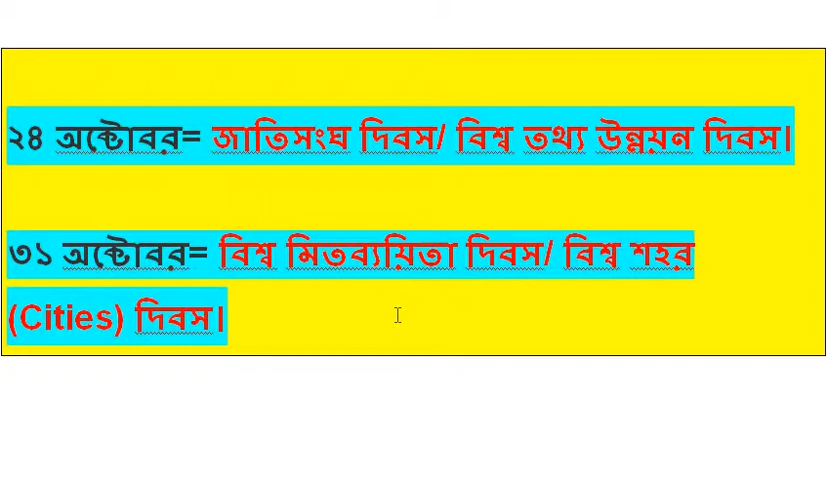 ২৪ অক্টোবর= জাতিসংঘ দিবস/ বিশ্ব তথ্য উন্নয়ন দিবস।
৩১ অক্টোবর= বিশ্ব মিতব্যয়িতা দিবস/ বিশ্ব শহর
(Cities) দিবস।